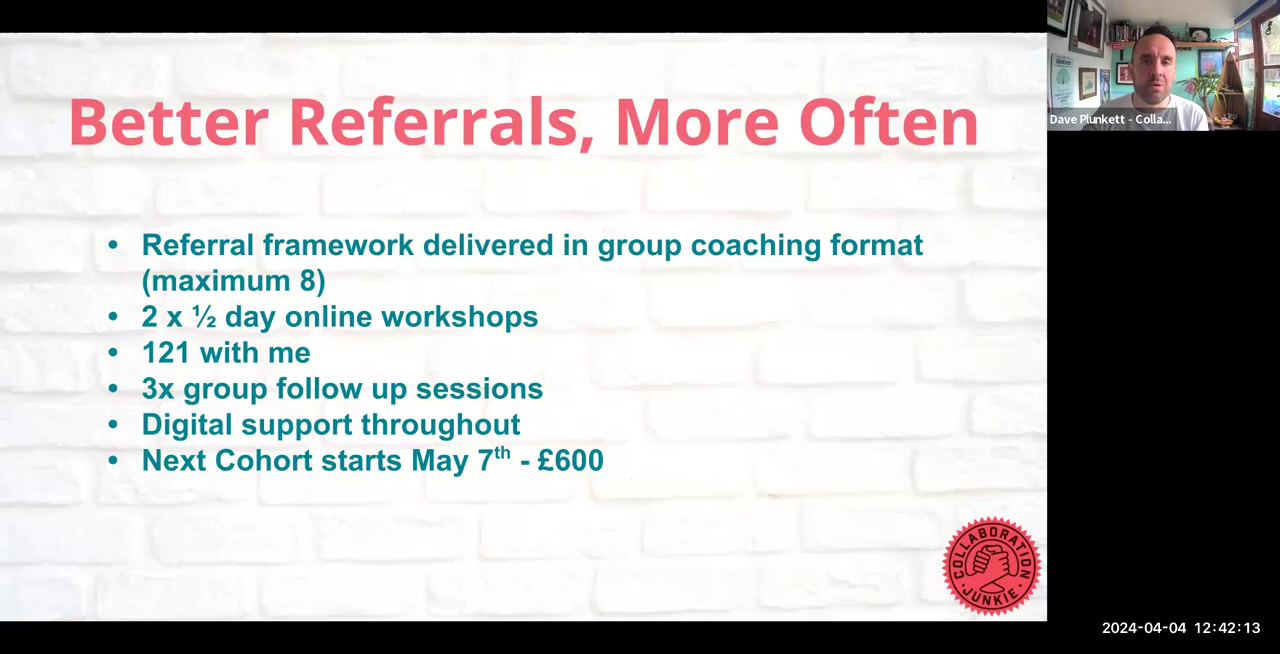 Better Referrals, More Often
• Referral framework delivered in group coaching format
(maximum 8)
• 2 x ½ day online workshops
• 121 with me
• 3x group follow up sessions
• Digital support throughout
• Next Cohort starts May 7th - £600
COLLABORATION
JUNKIE
Dave Plunkett - Colla...
2024-04-04 12:42:13